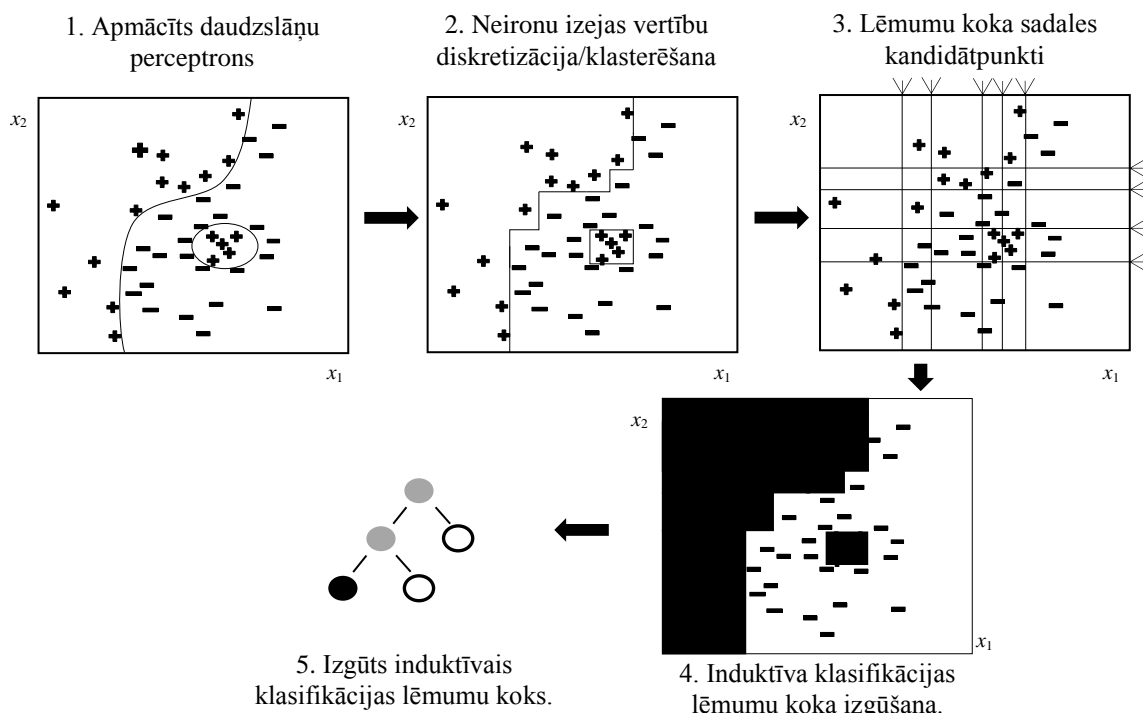 1. Apmācīts daudzslāņu
perceptrons
2. Neironu izejas vērtību
diskretizācija/klasterēšana
3. Lēmumu koka sadales
kandidātpunkti
x2
x1
x2
x1
x2
x1
x2
x1
5. Izgūts induktīvais
klasifikācijas lēmumu koks.
4. Induktīva klasifikācijas
lēmumu koka izgūšana.